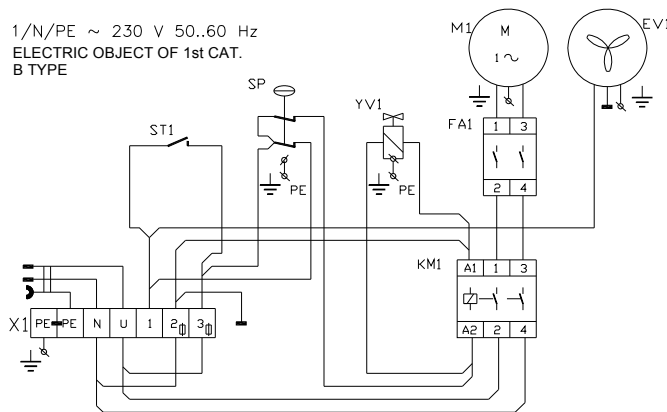 1/N/PE ~ 230 V 50..60 Hz
ELECTRIC OBJECT OF 1st CAT.
B TYPE
M1
M
1 ~
EV1
SP
YV1
ST1
FA1
1 3
PE
PE
2 4
KM1
A1 1 3
X1
PE PE N U 1 2 3
A2 2 4